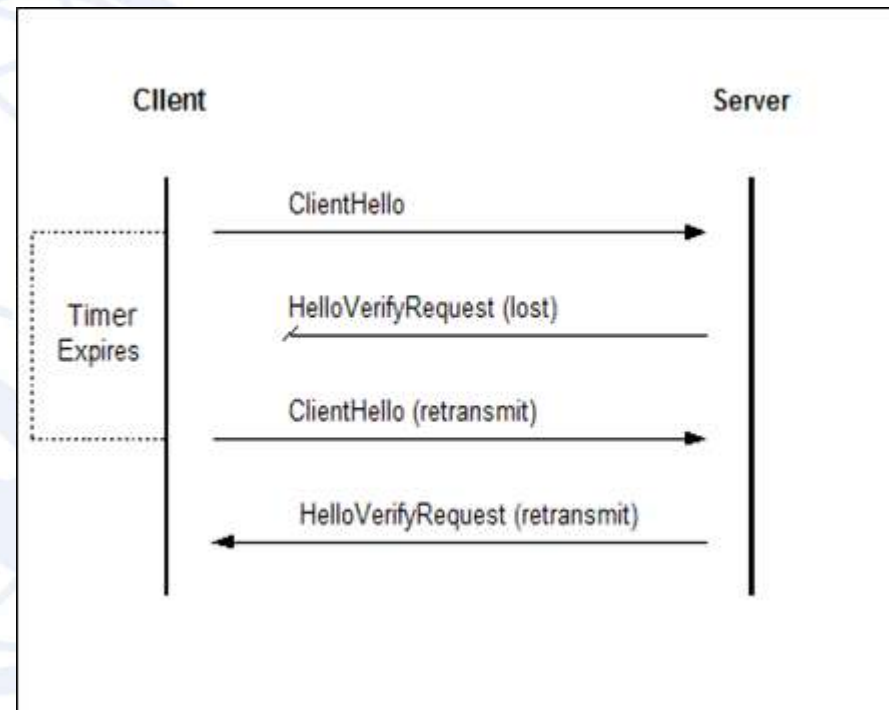 Client
Server
ClientHello
HelloVerifyRequest (lost)
Timer
Expires
ClientHello (retransmit)
HelloVerifyRequest (retransmit)